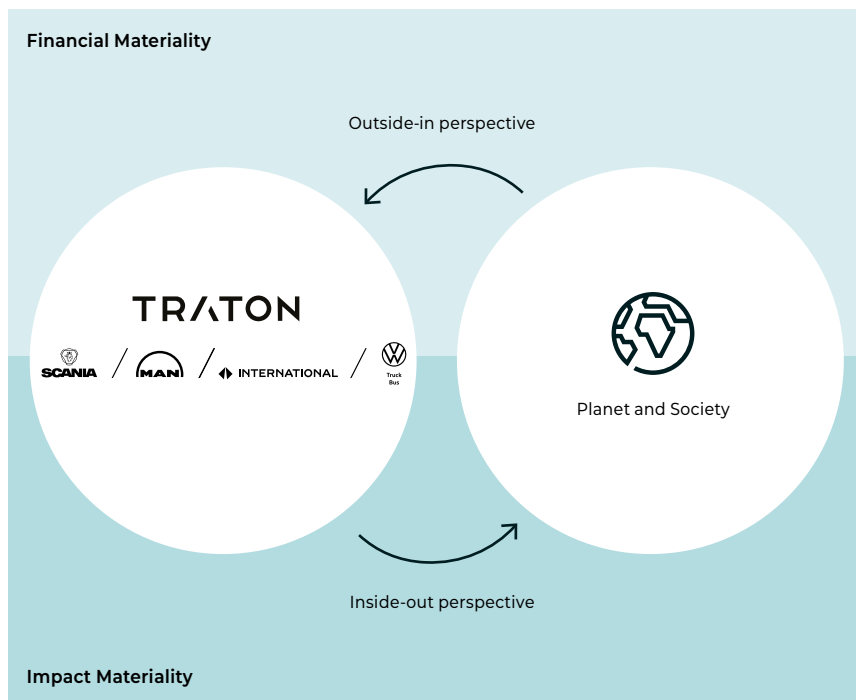 Financial Materiality
Outside-in perspective
TRATON
SCANIA / MAN / INTERNATIONAL / Truck Bus
Planet and Society
Inside-out perspective
Impact Materiality